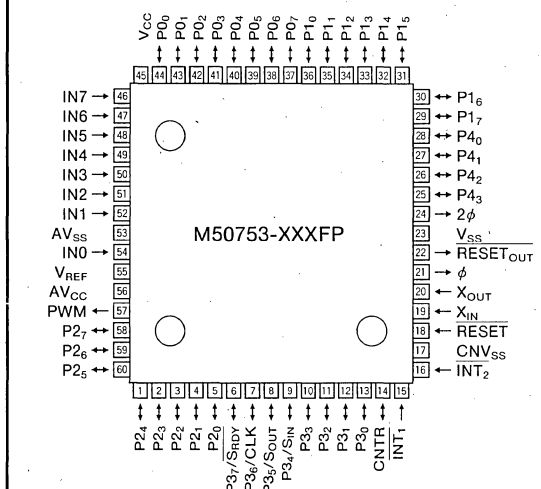 VCC
P0₀
P0₁
P0₂
P0₃
P0₄
P0₅
P0₆
P0₇
P1₀
P1₁
P1₂
P1₃
P1₄
P1₅
45 44 43 42 41 40 39 38 37 36 35 34 33 32 31
IN7 → 46
IN6 → 47
IN5 → 48
IN4 → 49
IN3 → 50
IN2 → 51
IN1 → 52
AVSS 53
IN0 → 54
VREF 55
AVCC 56
PWM ← 57
P2₇ ↔ 58
P2₆ ↔ 59
P2₅ ↔ 60
M50753-XXXFP
30 ↔ P1₆
29 ↔ P1₇
28 ↔ P4₀
27 ↔ P4₁
26 ↔ P4₂
25 ↔ P4₃
24 → 2ϕ
23 VSS
22 → RESETOUT
21 → ϕ
20 ← XOUT
19 ← XIN
18 ← RESET
17 CNVSS
16 ← INT₂
1 2 3 4 5 6 7 8 9 10 11 12 13 14 15
P2₄
P2₃
P2₂
P2₁
P2₀
P3₇/SRDY
P3₆/CLK
P3₅/SOUT
P3₄/SIN
P3₃
P3₂
P3₁
P3₀
CNTR
INT₁